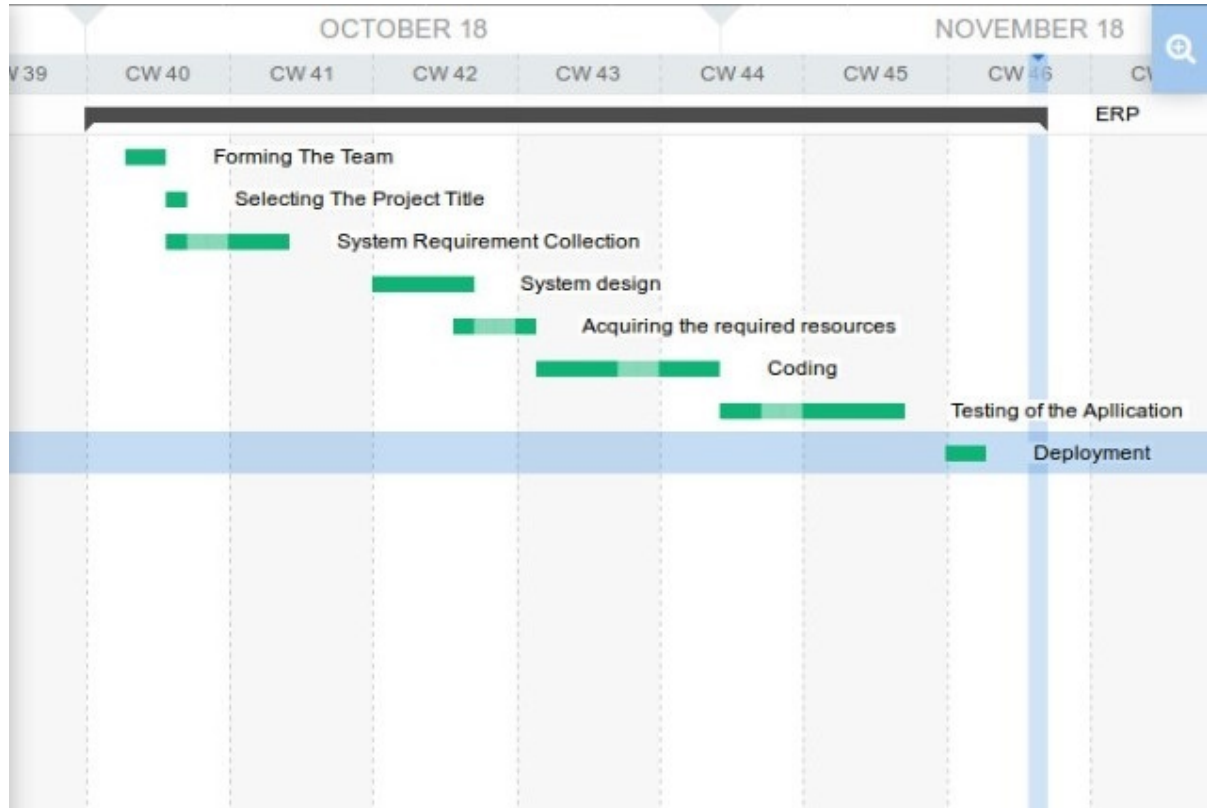 OCTOBER 18 NOVEMBER 18
39 CW 40 CW 41 CW 42 CW 43 CW 44 CW 45 CW 46
ERP
Forming The Team
Selecting The Project Title
System Requirement Collection
System design
Acquiring the required resources
Coding
Testing of the Apllication
Deployment